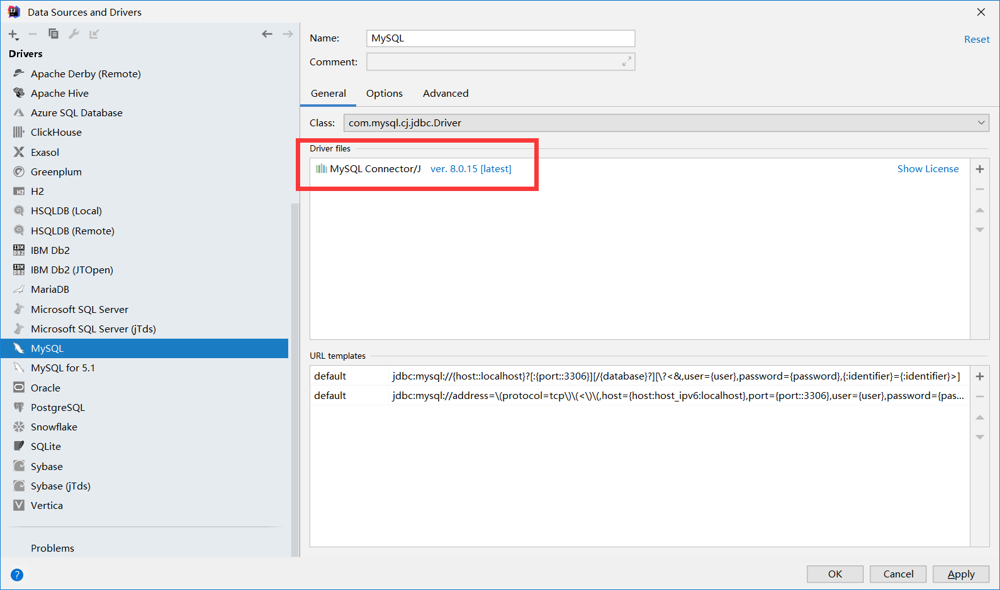 Data Sources and Drivers
Drivers
Apache Derby (Remote)
Apache Hive
Azure SQL Database
ClickHouse
Exasol
Greenplum
H2
HSQLDB (Local)
HSQLDB (Remote)
IBM Db2
IBM Db2 (JTOpen)
MariaDB
Microsoft SQL Server
Microsoft SQL Server (jTds)
MySQL
MySQL for 5.1
Oracle
PostgreSQL
Snowflake
SQLite
Sybase
Sybase (jTds)
Vertica
Problems
Name: MySQL
Reset
Comment:
General Options Advanced
Class: com.mysql.cj.jdbc.Driver
Driver files
MySQL Connector/J ver. 8.0.15 [latest] Show License
URL templates
default jdbc:mysql://{host::localhost}?[:{port::3306}][/{database}?][\?<&,user={user},password={password},{:identifier}={:identifier}>]
default jdbc:mysql://address=\(protocol=tcp\)\(<\)\(,host={host:host_ipv6:localhost},port={port::3306},user={user},password={pas...
? OK Cancel Apply